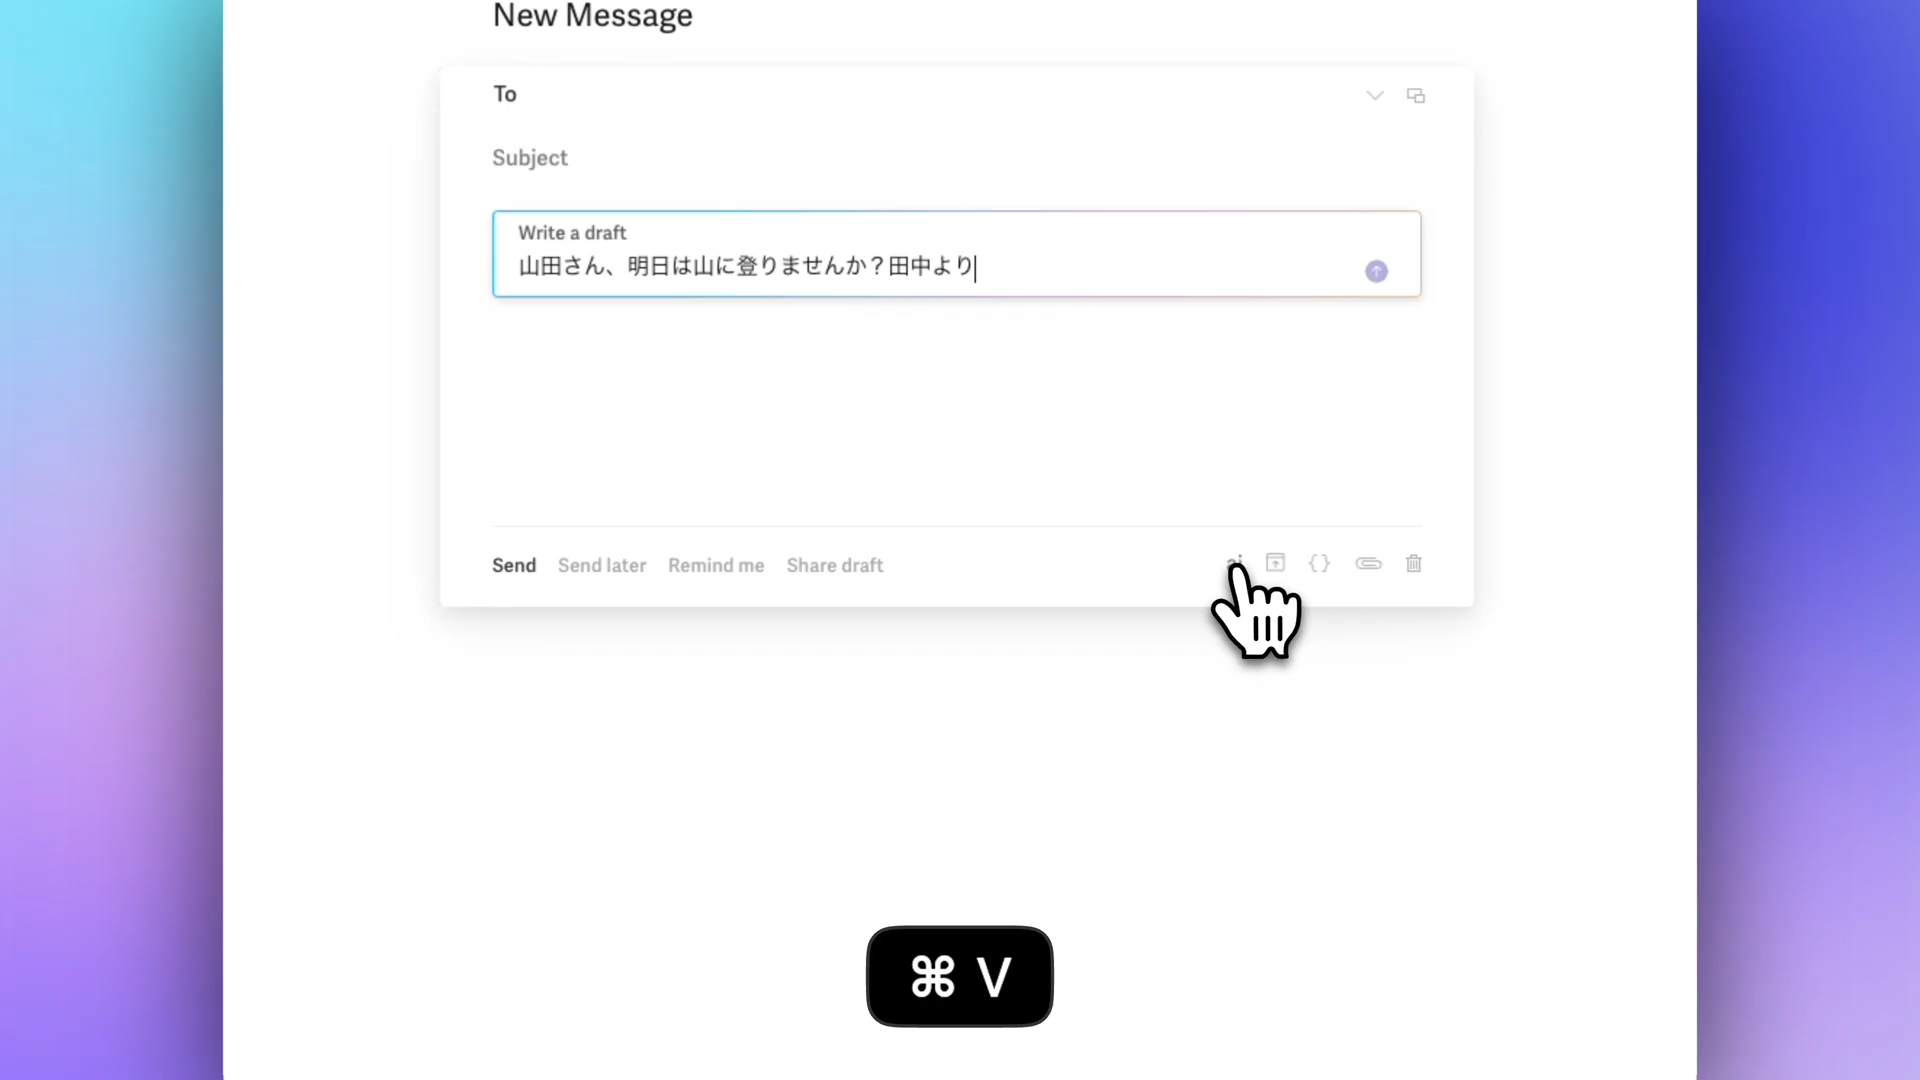 New Message
To
Subject
Write a draft
山田さん、明日は山に登りませんか？田中より
Send Send later Remind me Share draft
{}
⌘ V